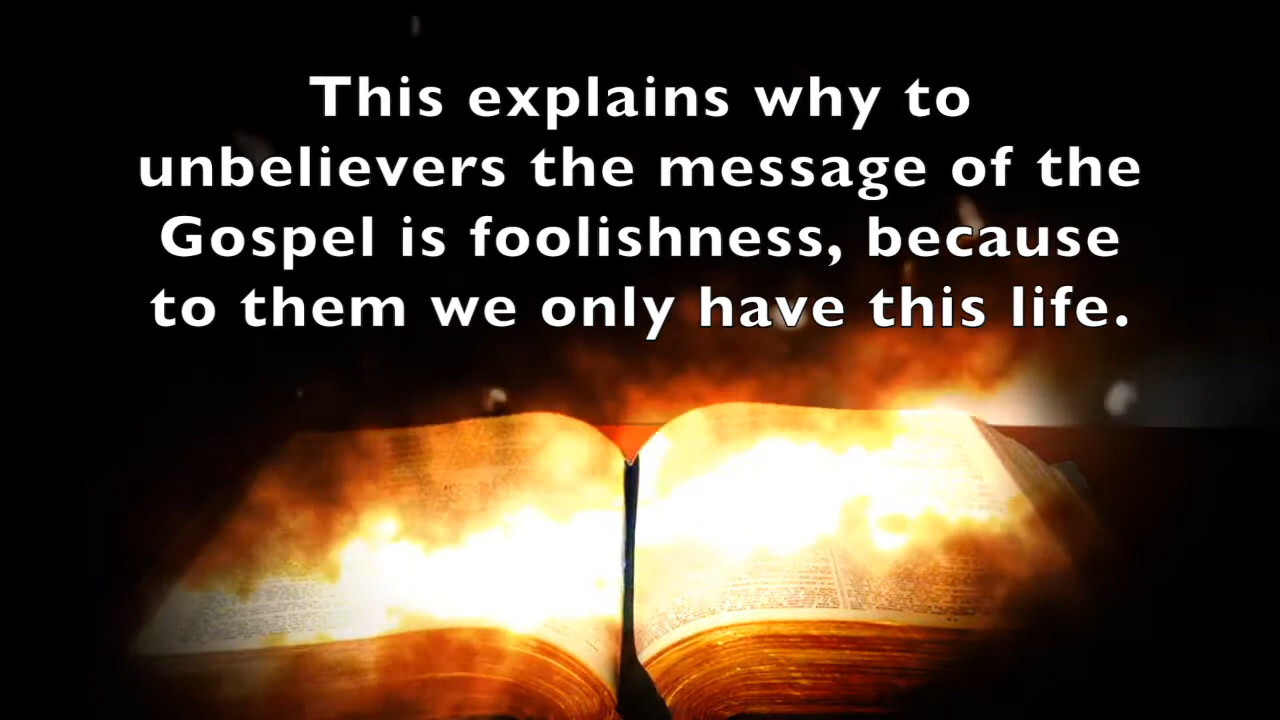 This explains why to
unbelievers the message of the
Gospel is foolishness, because
to them we only have this life.